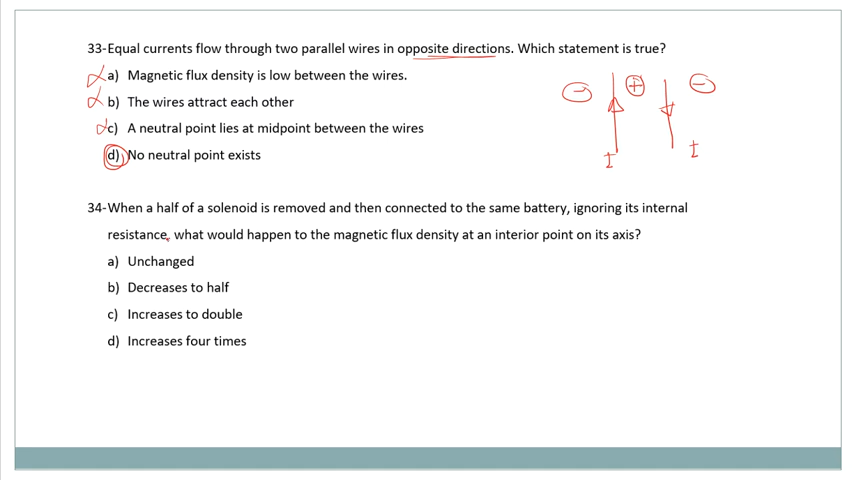 33-Equal currents flow through two parallel wires in opposite directions. Which statement is true?
a) Magnetic flux density is low between the wires.
b) The wires attract each other
c) A neutral point lies at midpoint between the wires
d) No neutral point exists
- + -
I I
34-When a half of a solenoid is removed and then connected to the same battery, ignoring its internal
resistance, what would happen to the magnetic flux density at an interior point on its axis?
a) Unchanged
b) Decreases to half
c) Increases to double
d) Increases four times